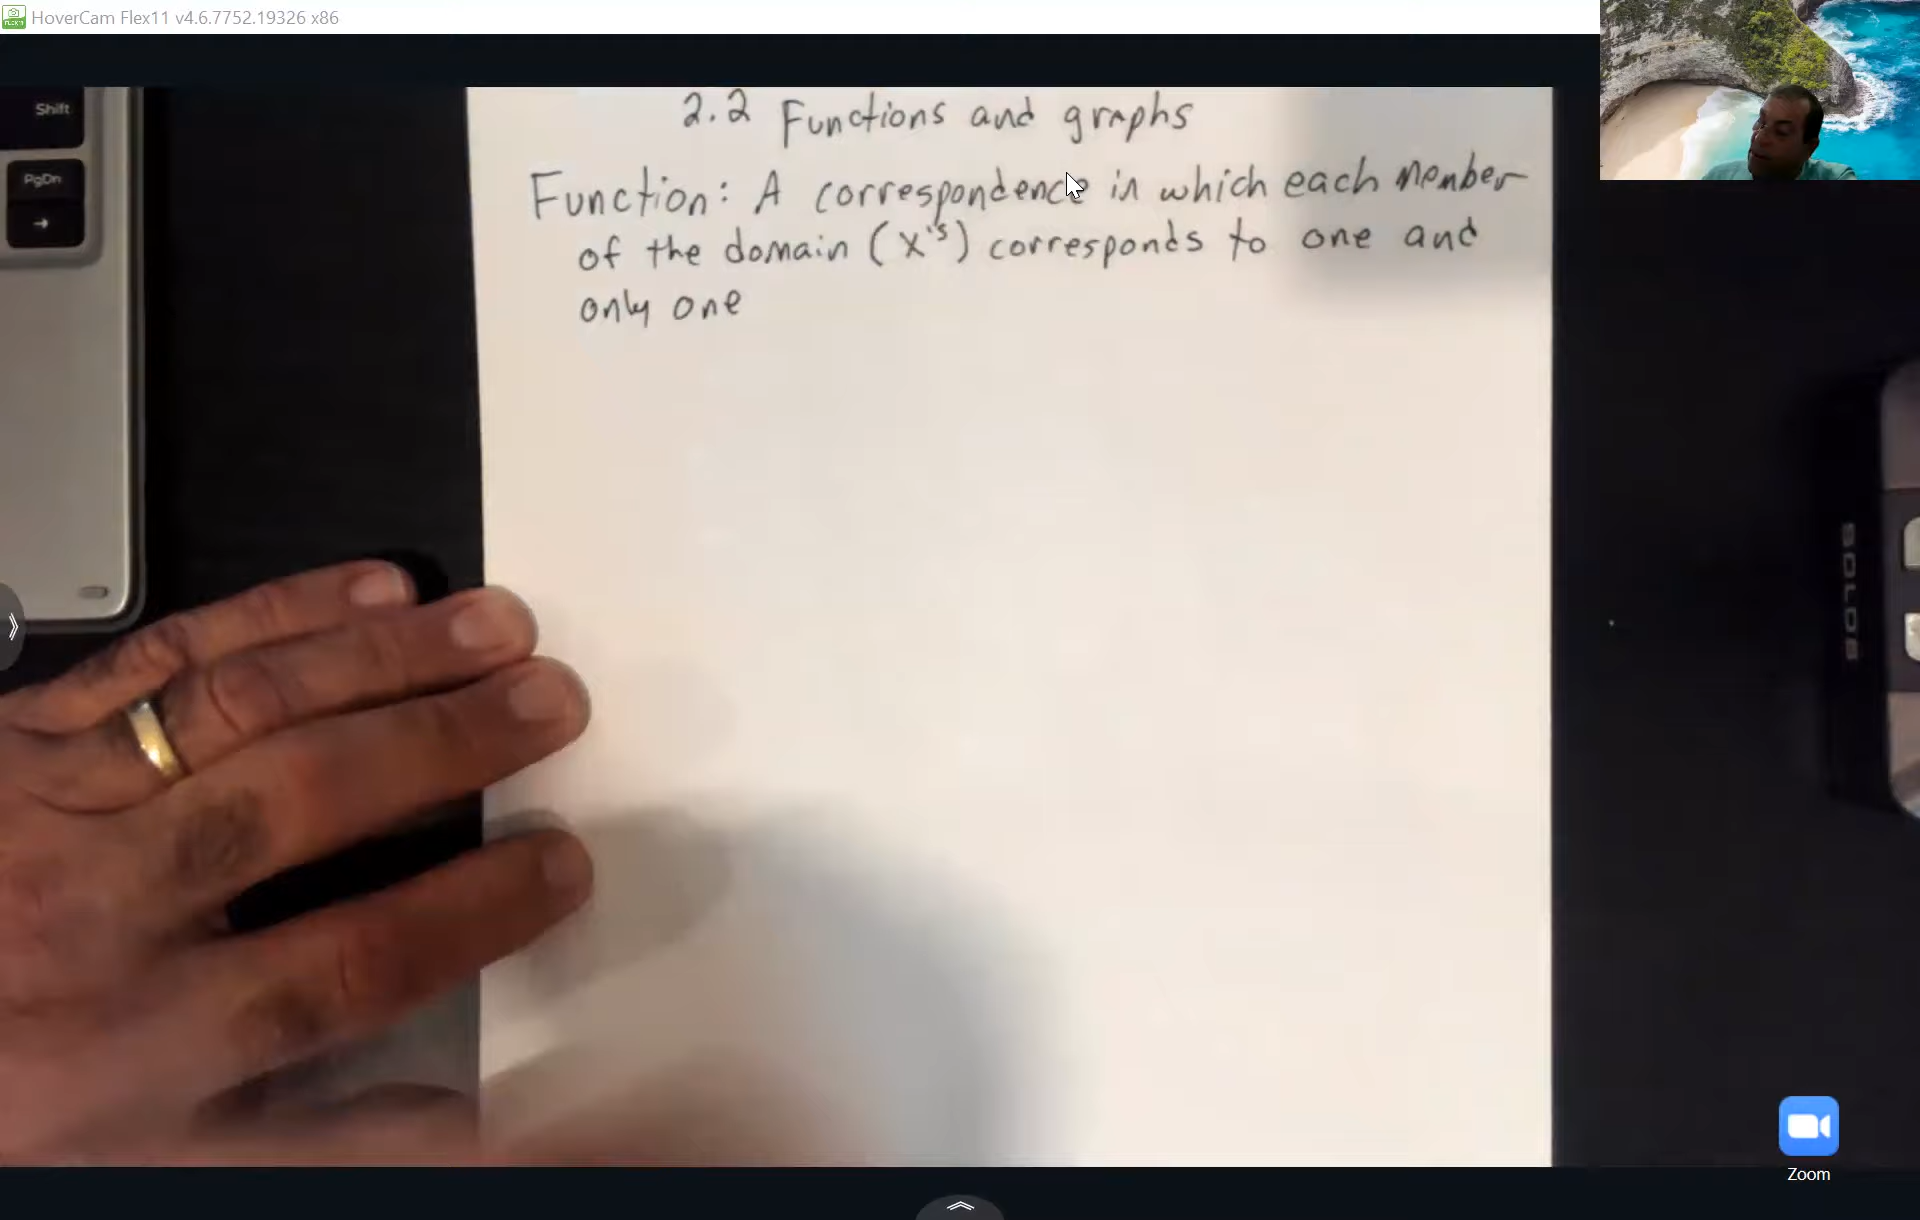 HoverCam Flex11 v4.6.7752.19326 x86
Shift
PgDn
2.2 Functions and graphs
Function: A correspondence in which each member
of the domain (x's) corresponds to one and
only one
SOLDS
Zoom